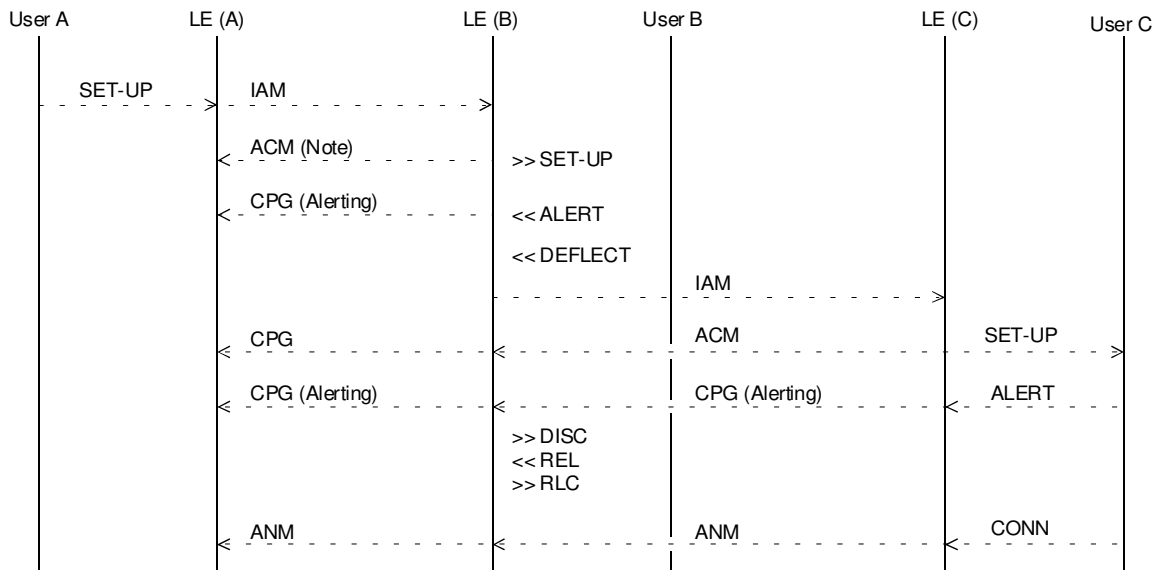 User A LE (A) LE (B) User B LE (C) User C
SET-UP IAM
ACM (Note) >> SET-UP
CPG (Alerting) << ALERT
<< DEFLECT
IAM
CPG ACM SET-UP
CPG (Alerting) CPG (Alerting) ALERT
>> DISC
<< REL
>> RLC
ANM ANM CONN